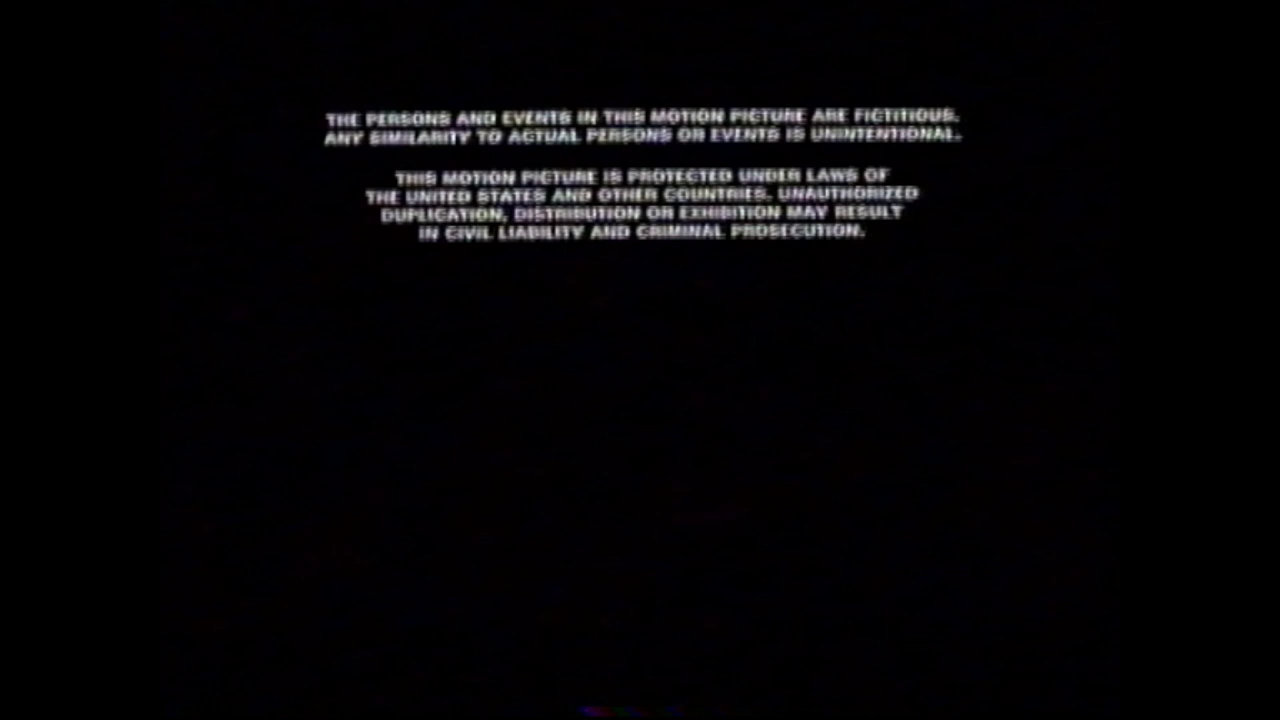 THE PERSONS AND EVENTS IN THIS MOTION PICTURE ARE FICTITIOUS.
ANY SIMILARITY TO ACTUAL PERSONS OR EVENTS IS UNINTENTIONAL.
THIS MOTION PICTURE IS PROTECTED UNDER LAWS OF
THE UNITED STATES AND OTHER COUNTRIES. UNAUTHORIZED
DUPLICATION, DISTRIBUTION OR EXHIBITION MAY RESULT
IN CIVIL LIABILITY AND CRIMINAL PROSECUTION.